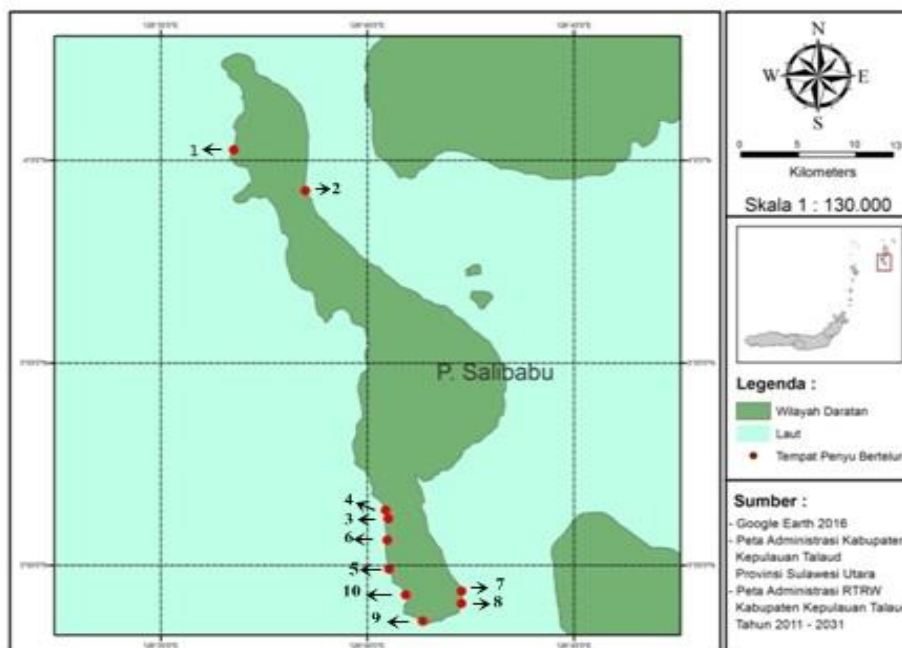 P. Salibabu
1
2
4
3
6
5
10
9
7
8
N
W E
S
0 5 10
Kilometers
Skala 1 : 130.000
Legenda :
Wilayah Daratan
Laut
Tempat Penyu Bertelur
Sumber :
- Google Earth 2016
- Peta Administrasi Kabupaten
Kepulauan Talaud
Provinsi Sulawesi Utara
- Peta Administrasi RTRW
Kabupaten Kepulauan Talaud
Tahun 2011 - 2031